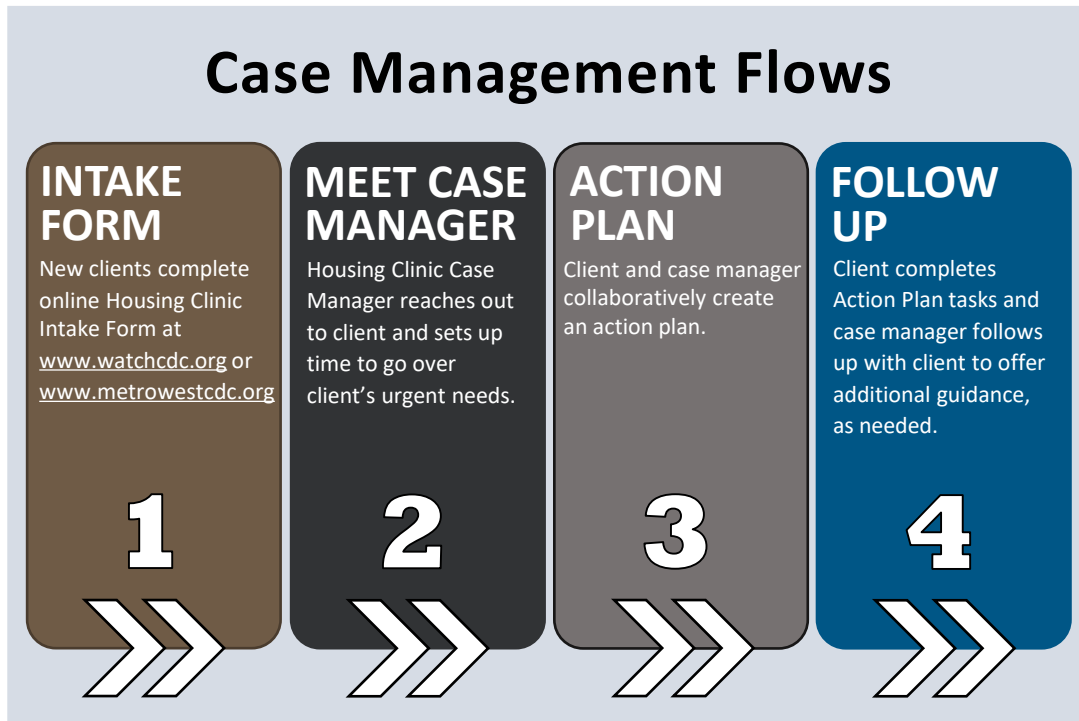 Case Management Flows
INTAKE
FORM
New clients complete
online Housing Clinic
Intake Form at
www.watchcdc.org or
www.metrowestcdc.org
1
MEET CASE
MANAGER
Housing Clinic Case
Manager reaches out
to client and sets up
time to go over
client’s urgent needs.
2
ACTION
PLAN
Client and case manager
collaboratively create
an action plan.
3
FOLLOW
UP
Client completes
Action Plan tasks and
case manager follows
up with client to offer
additional guidance,
as needed.
4